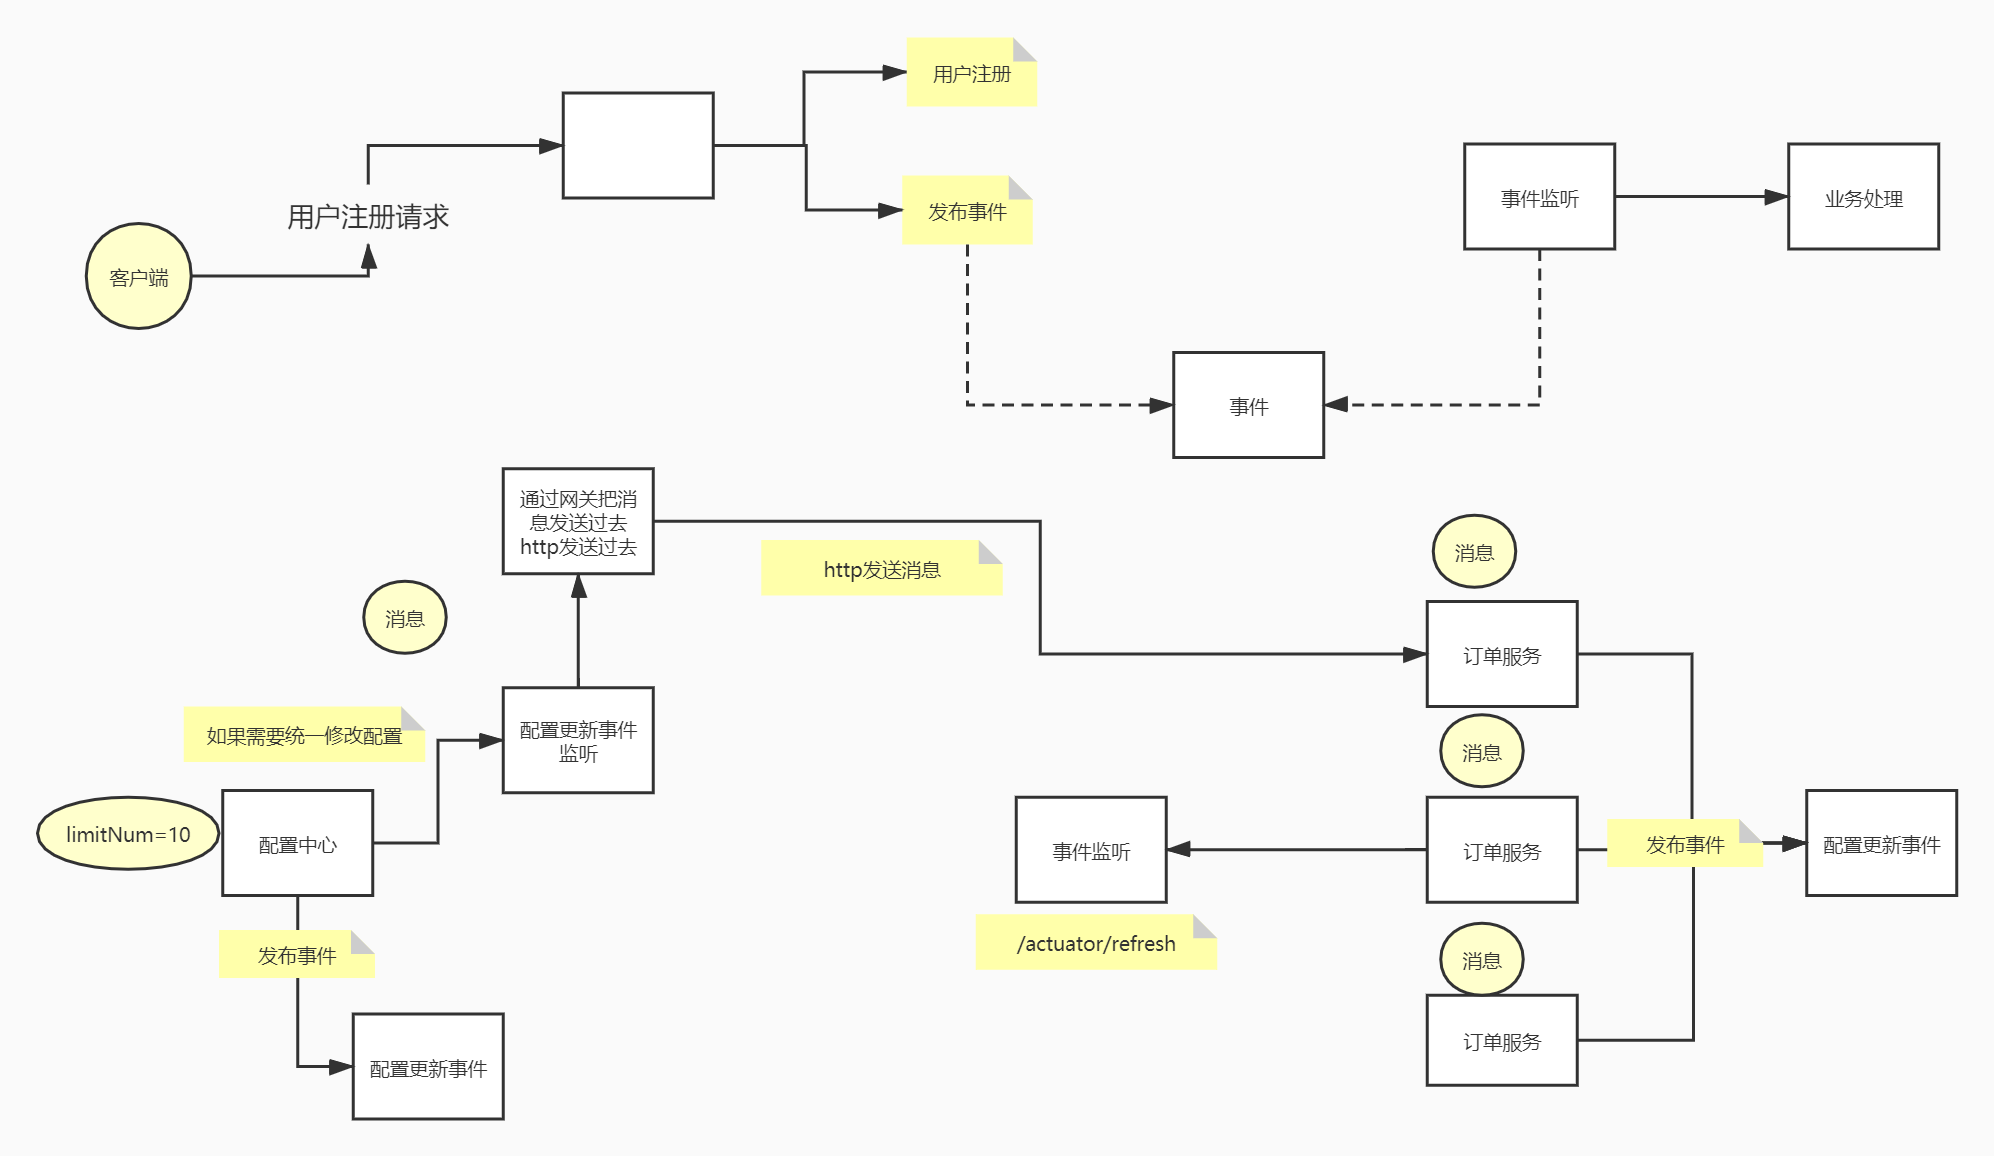 用户注册
用户注册请求
发布事件
事件监听
业务处理
客户端
事件
通过网关把消
息发送过去
http发送过去
http发送消息
消息
消息
订单服务
如果需要统一修改配置
配置更新事件
监听
消息
limitNum=10
配置中心
事件监听
订单服务
发布事件
配置更新事件
/actuator/refresh
发布事件
消息
订单服务
配置更新事件